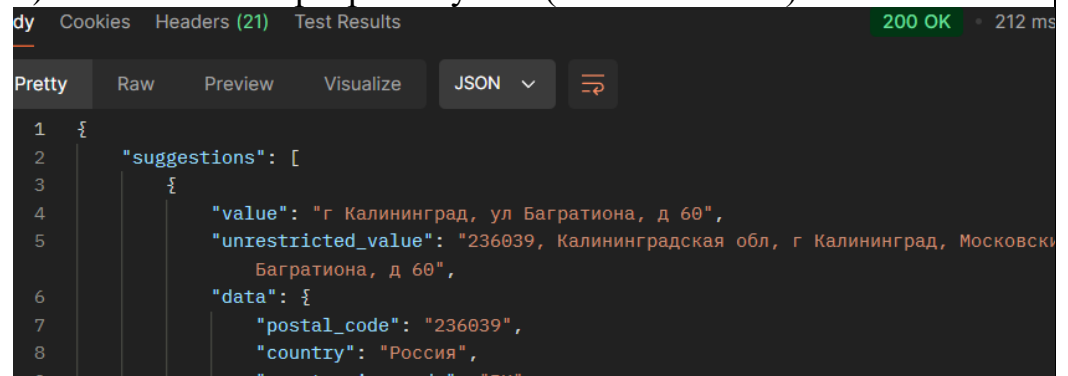 dy Cookies Headers (21) Test Results 200 OK • 212 ms
Pretty Raw Preview Visualize JSON
1 {
2 "suggestions": [
3 {
4 "value": "г Калининград, ул Багратиона, д 60",
5 "unrestricted_value": "236039, Калининградская обл, г Калининград, Московски
Багратиона, д 60",
6 "data": {
7 "postal_code": "236039",
8 "country": "Россия",